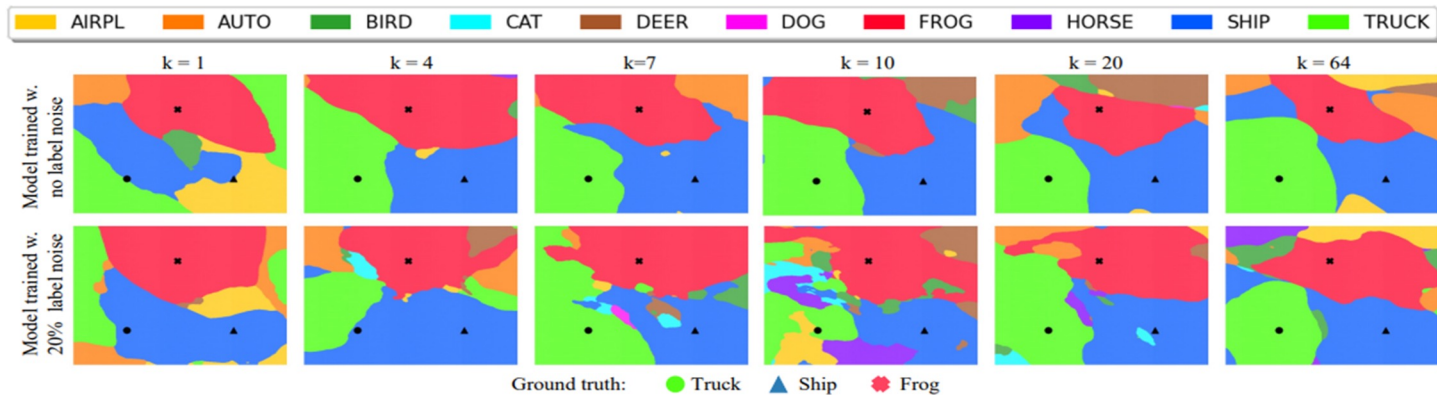 AIRPL AUTO BIRD CAT DEER DOG FROG HORSE SHIP TRUCK
k = 1 k = 4 k=7 k = 10 k = 20 k = 64
Model trained w.
no label noise
Model trained w.
20% label noise
Ground truth: Truck Ship Frog